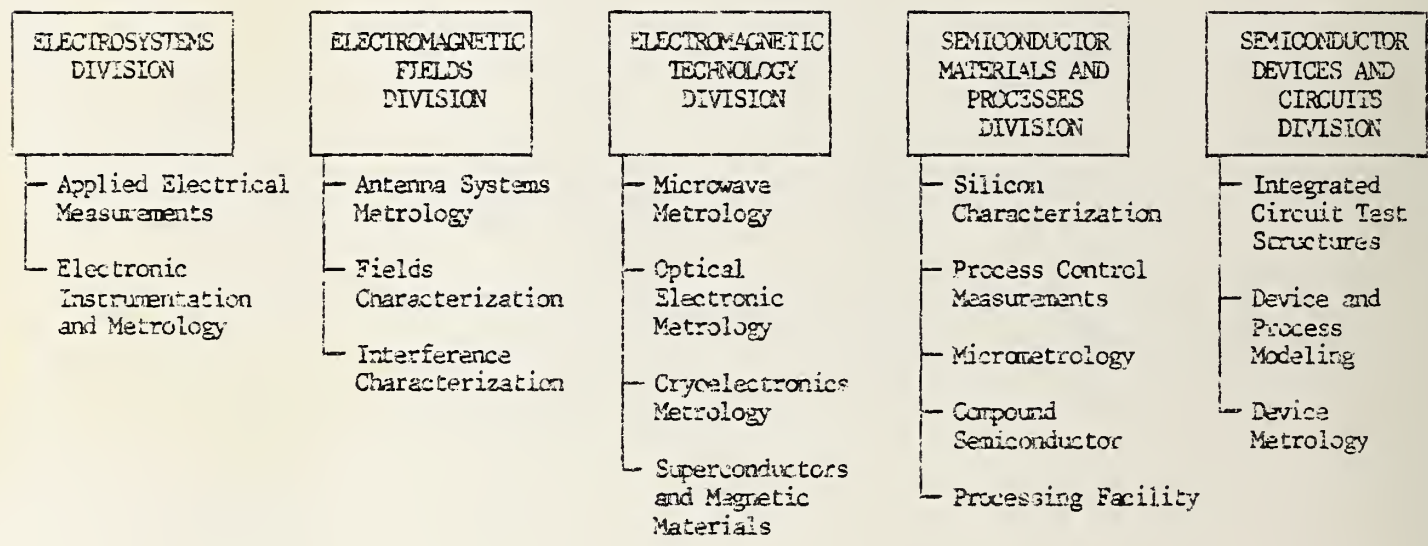 ELECTROSYSTEMS
DIVISION
Applied Electrical
Measurements
Electronic
Instrumentation
and Metrology
ELECTROMAGNETIC
FIELDS
DIVISION
Antenna Systems
Metrology
Fields
Characterization
Interference
Characterization
ELECTROMAGNETIC
TECHNOLOGY
DIVISION
Microwave
Metrology
Optical
Electronic
Metrology
Cryoelectronics
Metrology
Superconductors
and Magnetic
Materials
SEMICONDUCTOR
MATERIALS AND
PROCESSES
DIVISION
Silicon
Characterization
Process Control
Measurements
Micrometrology
Compound
Semiconductor
Processing Facility
SEMICONDUCTOR
DEVICES AND
CIRCUITS
DIVISION
Integrated
Circuit Test
Structures
Device and
Process
Modeling
Device
Metrology